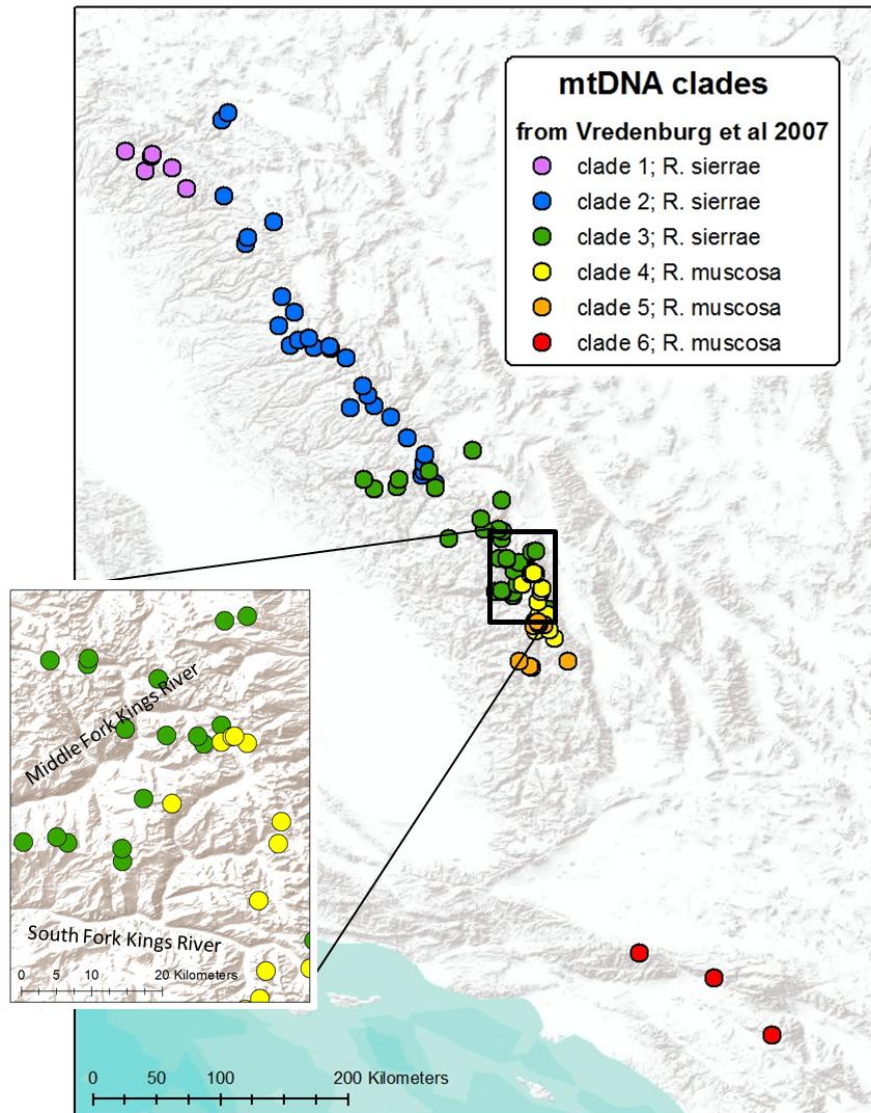 mtDNA clades
from Vredenburg et al 2007
clade 1; R. sierrae
clade 2; R. sierrae
clade 3; R. sierrae
clade 4; R. muscosa
clade 5; R. muscosa
clade 6; R. muscosa
Middle Fork Kings River
South Fork Kings River
0 5 10 20 Kilometers
0 50 100 200 Kilometers